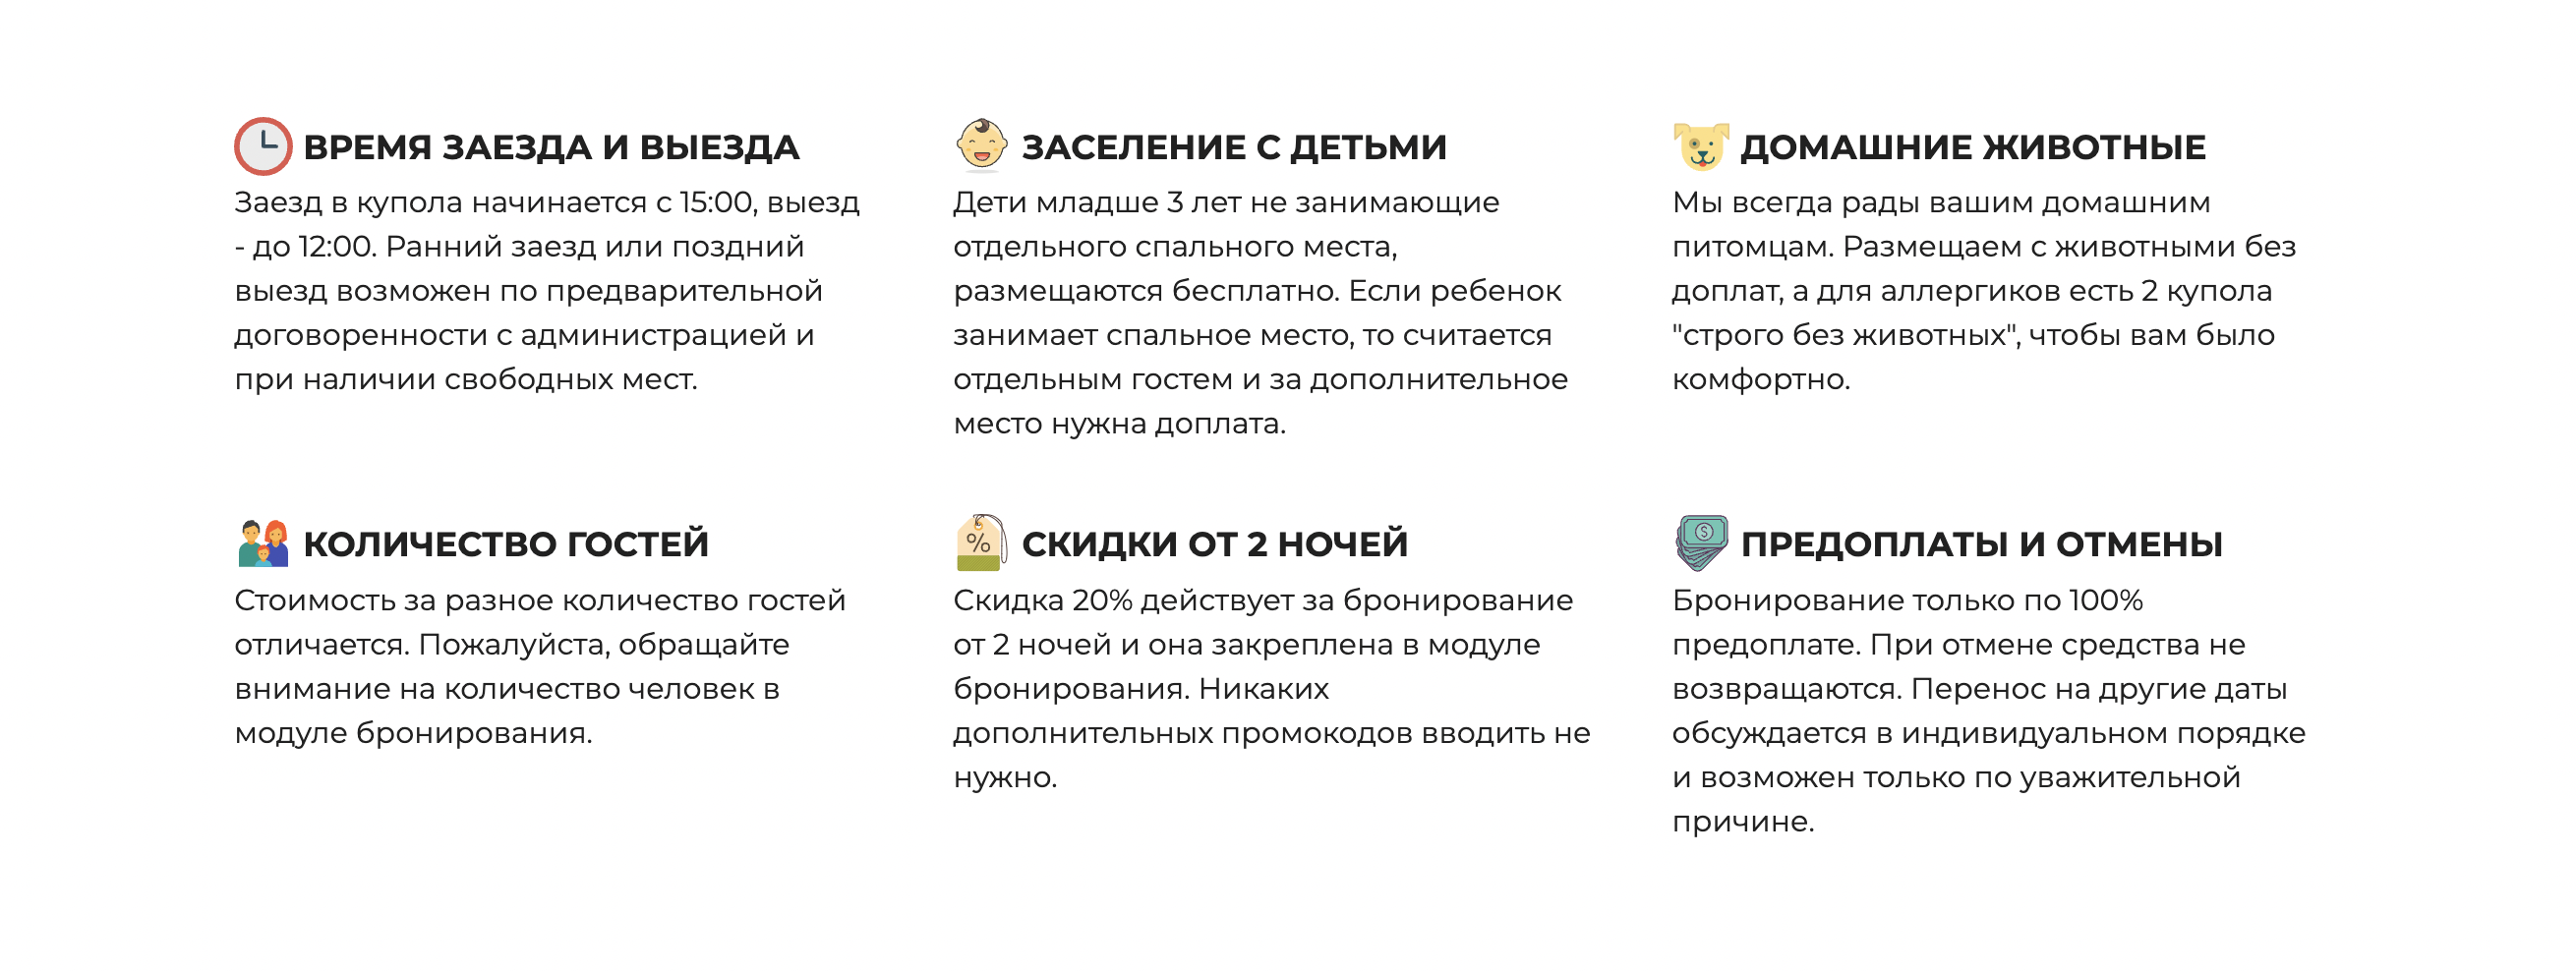 ВРЕМЯ ЗАЕЗДА И ВЫЕЗДА
Заезд в купола начинается с 15:00, выезд
- до 12:00. Ранний заезд или поздний
выезд возможен по предварительной
договоренности с администрацией и
при наличии свободных мест.
ЗАСЕЛЕНИЕ С ДЕТЬМИ
Дети младше 3 лет не занимающие
отдельного спального места,
размещаются бесплатно. Если ребенок
занимает спальное место, то считается
отдельным гостем и за дополнительное
место нужна доплата.
ДОМАШНИЕ ЖИВОТНЫЕ
Мы всегда рады вашим домашним
питомцам. Размещаем с животными без
доплат, а для аллергиков есть 2 купола
"строго без животных", чтобы вам было
комфортно.
КОЛИЧЕСТВО ГОСТЕЙ
Стоимость за разное количество гостей
отличается. Пожалуйста, обращайте
внимание на количество человек в
модуле бронирования.
%
СКИДКИ ОТ 2 НОЧЕЙ
Скидка 20% действует за бронирование
от 2 ночей и она закреплена в модуле
бронирования. Никаких
дополнительных промокодов вводить не
нужно.
$
ПРЕДОПЛАТЫ И ОТМЕНЫ
Бронирование только по 100%
предоплате. При отмене средства не
возвращаются. Перенос на другие даты
обсуждается в индивидуальном порядке
и возможен только по уважительной
причине.